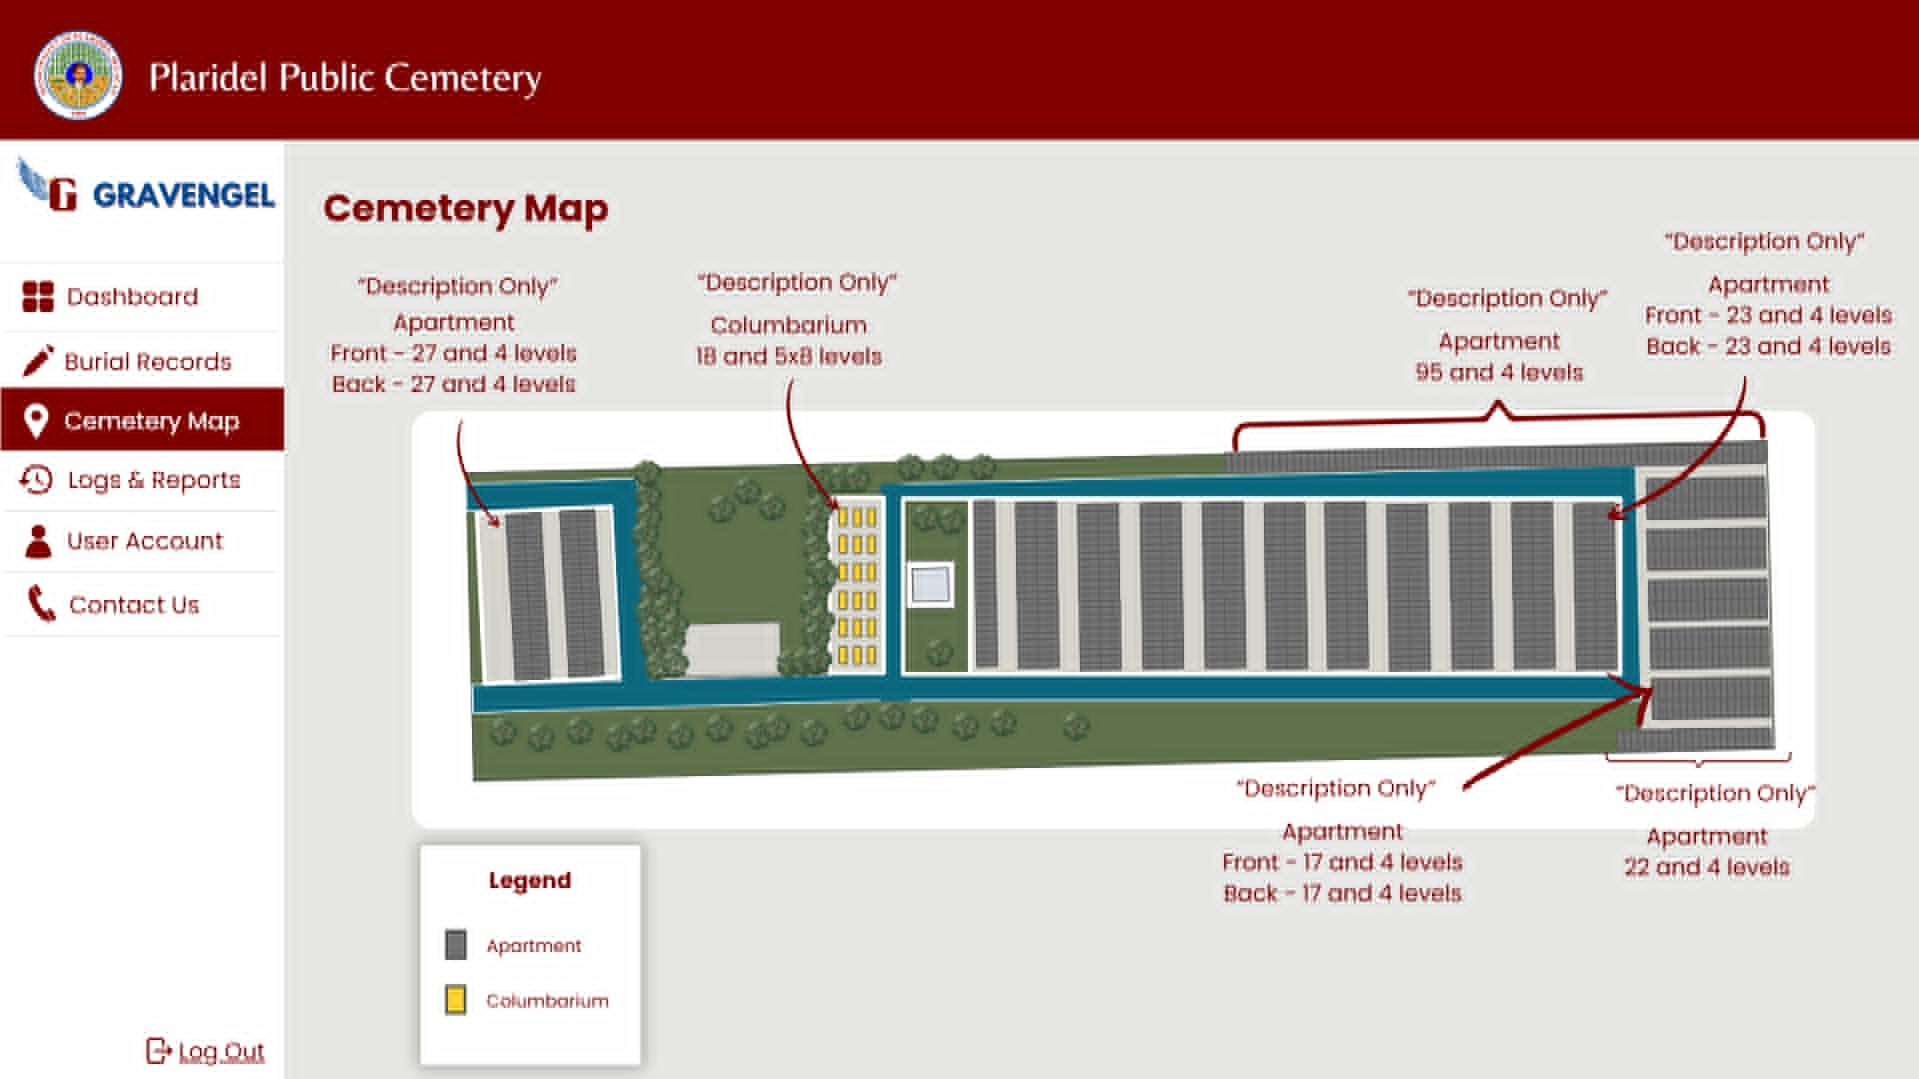 Plaridel Public Cemetery
GRAVENGEL
Dashboard
Burial Records
Cemetery Map
Logs & Reports
User Account
Contact Us
Log Out
Cemetery Map
“Description Only”
Apartment
Front - 27 and 4 levels
Back - 27 and 4 levels
“Description Only”
Columbarium
18 and 5x8 levels
“Description Only”
Apartment
95 and 4 levels
“Description Only”
Apartment
Front - 23 and 4 levels
Back - 23 and 4 levels
“Description Only”
Apartment
Front - 17 and 4 levels
Back - 17 and 4 levels
“Description Only”
Apartment
22 and 4 levels
Legend
Apartment
Columbarium